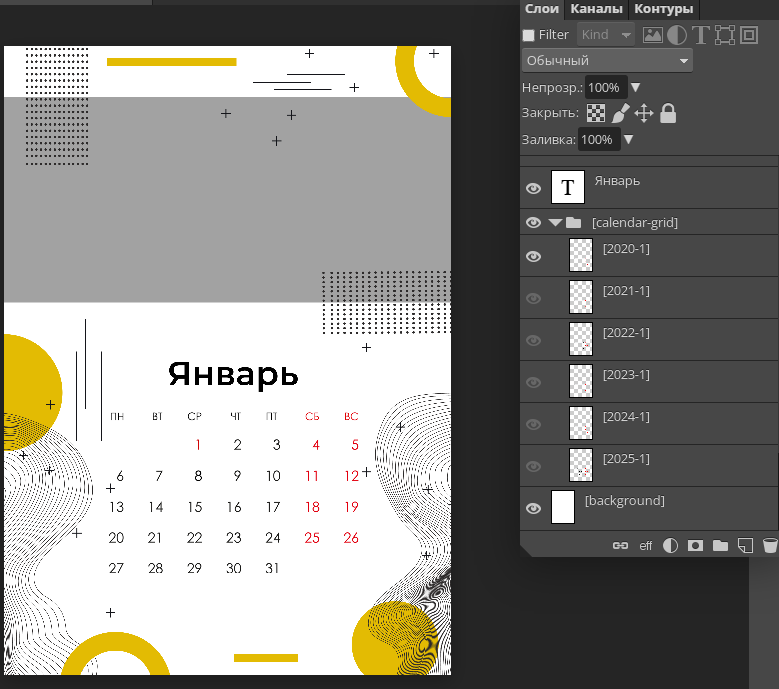 Слои Каналы Контуры
Filter Kind
Обычный
Непрозр.: 100%
Закрыть:
Заливка: 100%
T Январь
[calendar-grid]
[2020-1]
[2021-1]
[2022-1]
[2023-1]
[2024-1]
[2025-1]
[background]
eff
Январь
ПН ВТ СР ЧТ ПТ СБ ВС
1 2 3 4 5
6 7 8 9 10 11 12
13 14 15 16 17 18 19
20 21 22 23 24 25 26
27 28 29 30 31